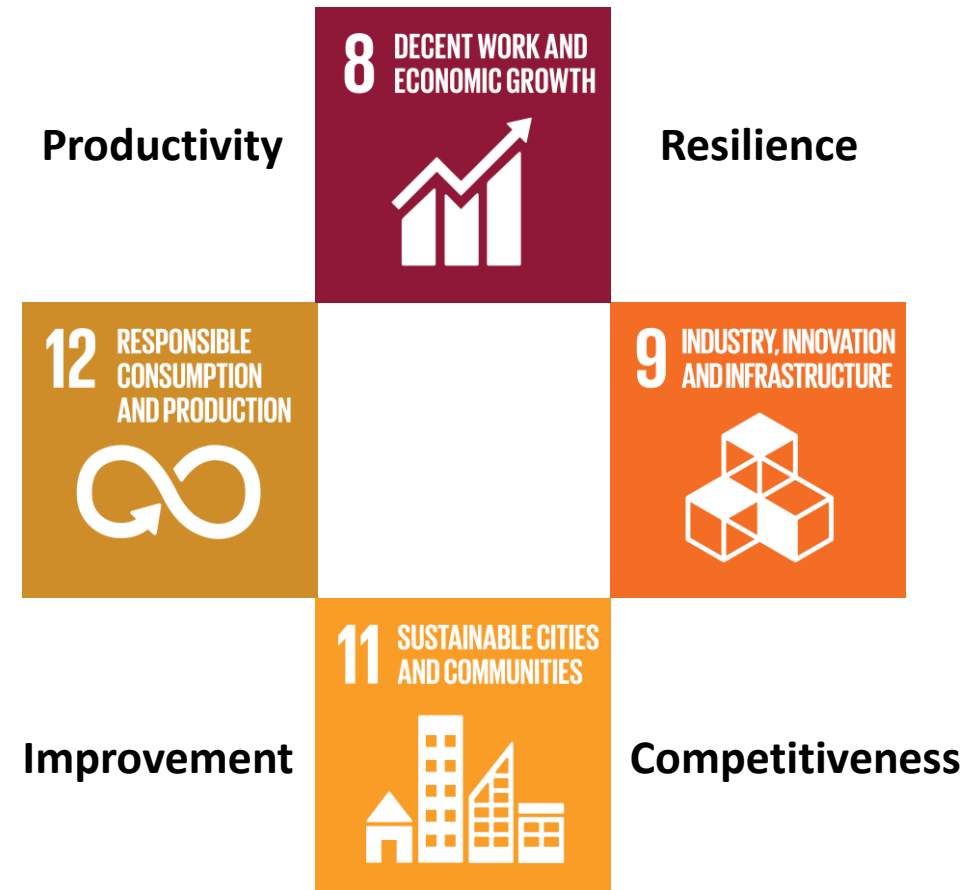 8 DECENT WORK AND
ECONOMIC GROWTH
Productivity
Resilience
12 RESPONSIBLE
CONSUMPTION
AND PRODUCTION
9 INDUSTRY, INNOVATION
AND INFRASTRUCTURE
11 SUSTAINABLE CITIES
AND COMMUNITIES
Improvement
Competitiveness